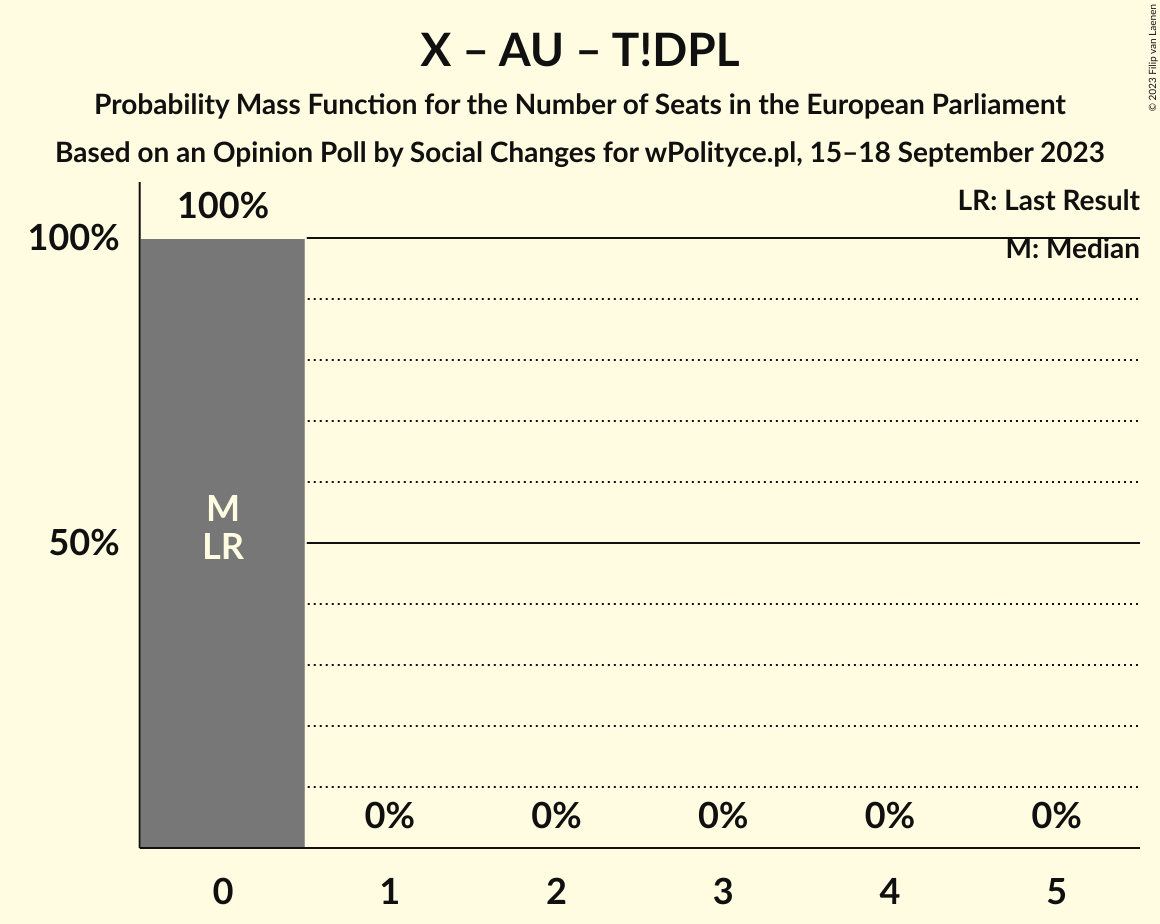 X – AU – T!DPL
Probability Mass Function for the Number of Seats in the European Parliament
Based on an Opinion Poll by Social Changes for wPolityce.pl, 15–18 September 2023
© 2023 Filip van Laenen
LR: Last Result
M: Median
100%
100%
50%
M
LR
0% 0% 0% 0% 0%
0 1 2 3 4 5